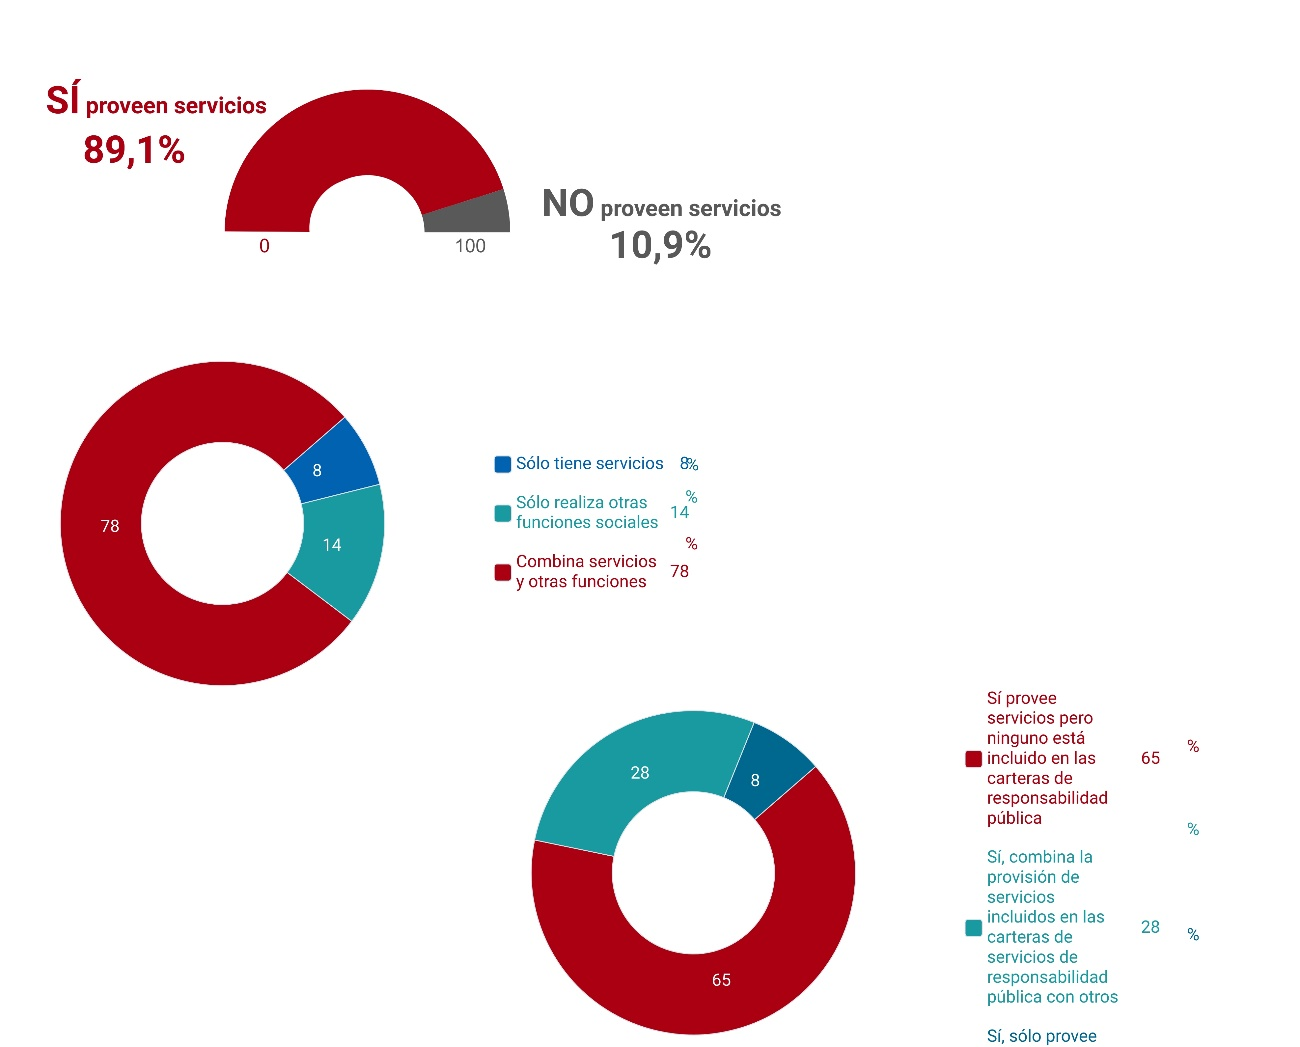 SÍ proveen servicios
89,1%
NO proveen servicios
10,9%
0
100
8
78
14
Sólo tiene servicios 8%
Sólo realiza otras
funciones sociales 14 %
Combina servicios
y otras funciones 78 %
28
8
65
Sí provee
servicios pero
ninguno está
incluido en las 65 %
carteras de
responsabilidad
pública
%
Sí, combina la
provisión de
servicios
incluidos en las
carteras de 28 %
servicios de
responsabilidad
pública con otros
Sí, sólo provee